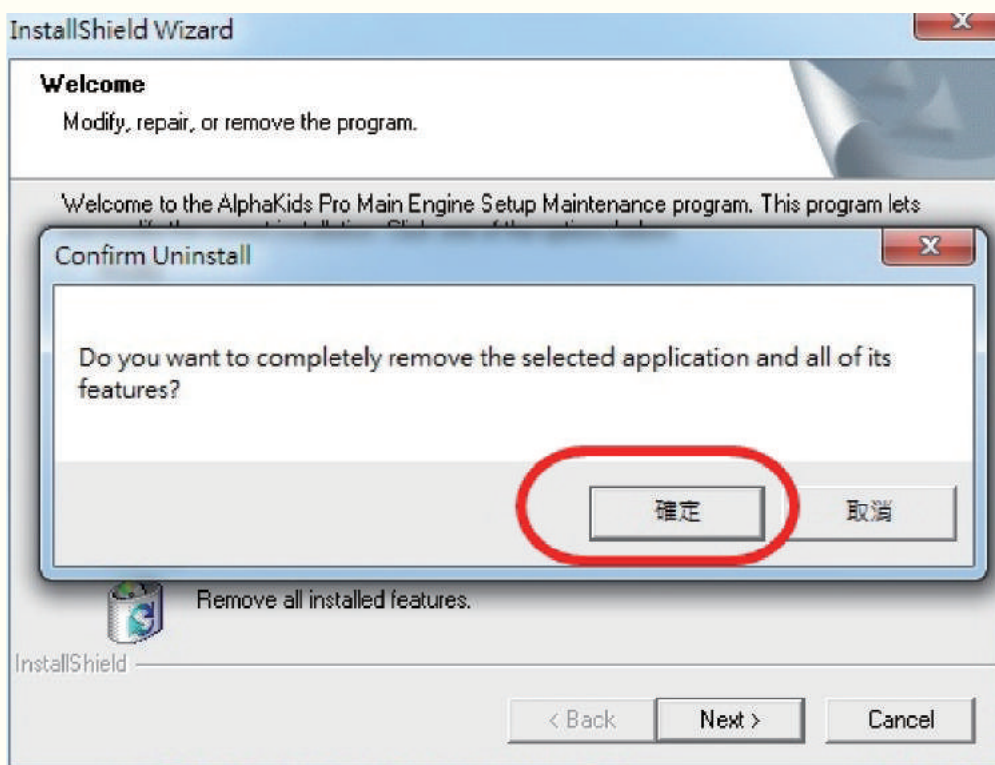 InstallShield Wizard
Welcome
Modify, repair, or remove the program.
Welcome to the AlphaKids Pro Main Engine Setup Maintenance program. This program lets
Confirm Uninstall
Do you want to completely remove the selected application and all of its
features?
確定 取消
Remove all installed features.
InstallShield
< Back Next > Cancel